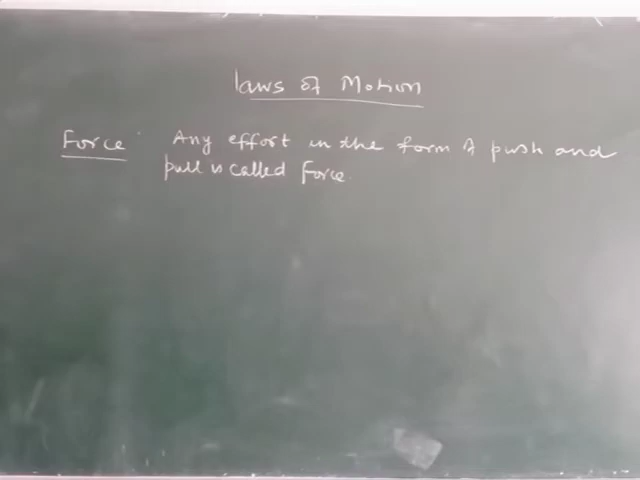 laws of Motion
Force Any effort in the form of push and
pull is called force.